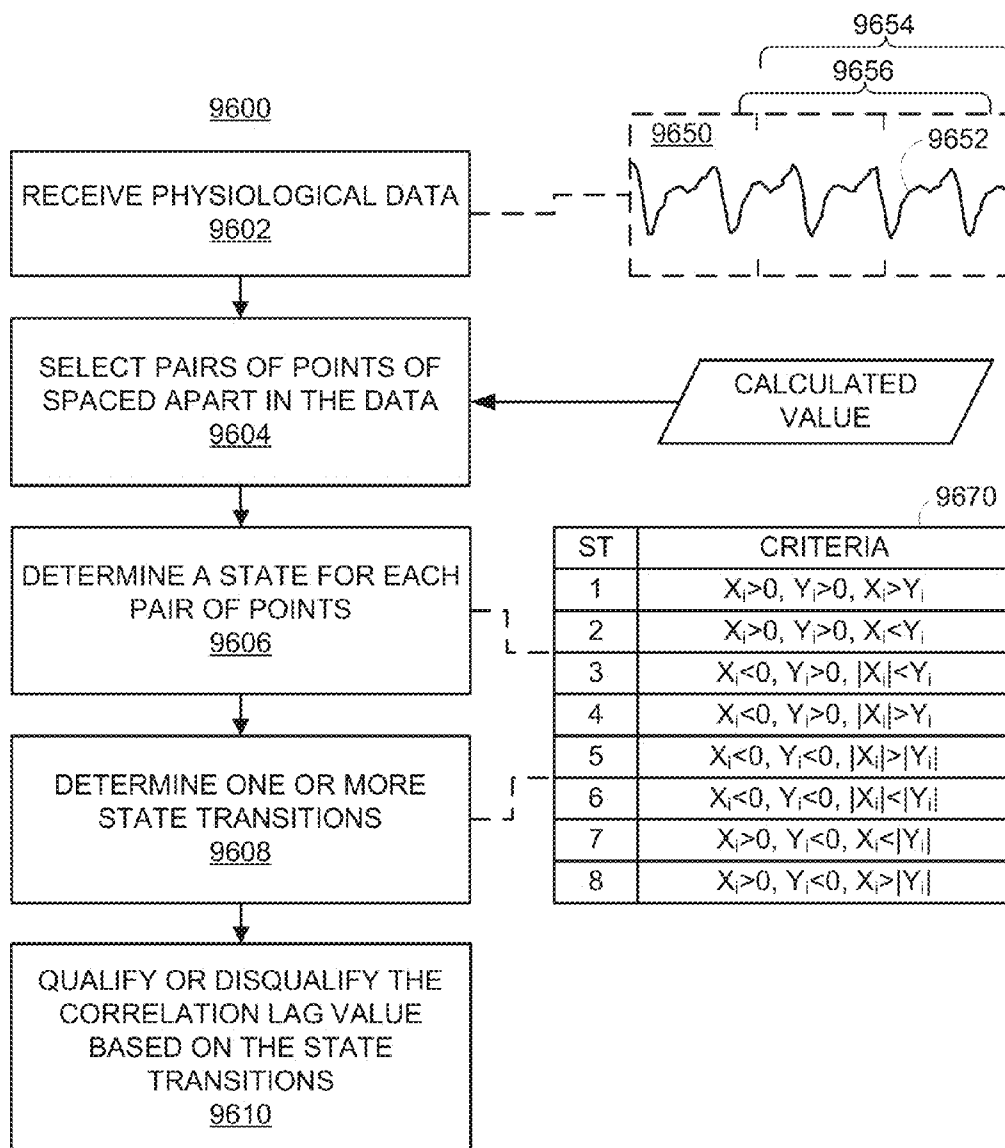 9600
RECEIVE PHYSIOLOGICAL DATA
9602
9654
9656
9650
9652
SELECT PAIRS OF POINTS OF
SPACED APART IN THE DATA
9604
CALCULATED
VALUE
DETERMINE A STATE FOR EACH
PAIR OF POINTS
9606
9670
ST CRITERIA
1 Xᵢ>0, Yᵢ>0, Xᵢ>Yᵢ
2 Xᵢ>0, Yᵢ>0, Xᵢ<Yᵢ
3 Xᵢ<0, Yᵢ>0, |Xᵢ|<Yᵢ
4 Xᵢ<0, Yᵢ>0, |Xᵢ|>Yᵢ
5 Xᵢ<0, Yᵢ<0, |Xᵢ|>|Yᵢ|
6 Xᵢ<0, Yᵢ<0, |Xᵢ|<|Yᵢ|
7 Xᵢ>0, Yᵢ<0, Xᵢ<|Yᵢ|
8 Xᵢ>0, Yᵢ<0, Xᵢ>|Yᵢ|
DETERMINE ONE OR MORE
STATE TRANSITIONS
9608
QUALIFY OR DISQUALIFY THE
CORRELATION LAG VALUE
BASED ON THE STATE
TRANSITIONS
9610